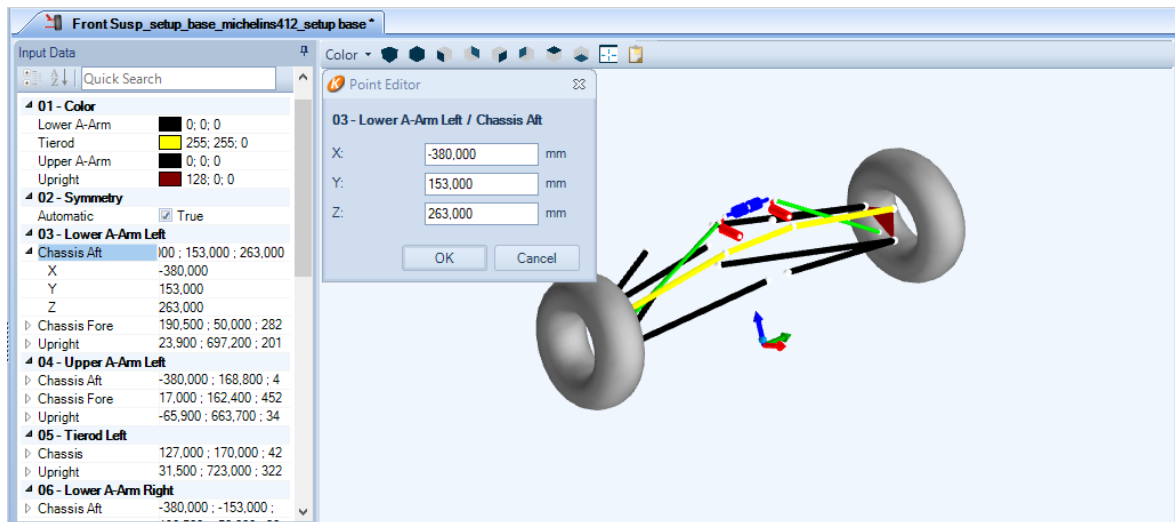 Front Susp_setup_base_michelins412_setup base *
Input Data
Color
Quick Search
Point Editor
03 - Lower A-Arm Left / Chassis Aft
X: -380,000 mm
Y: 153,000 mm
Z: 263,000 mm
OK Cancel
01 - Color
Lower A-Arm 0; 0; 0
Tierod 255; 255; 0
Upper A-Arm 0; 0; 0
Upright 128; 0; 0
02 - Symmetry
Automatic True
03 - Lower A-Arm Left
Chassis Aft 00 ; 153,000 ; 263,000
X -380,000
Y 153,000
Z 263,000
Chassis Fore 190,500 ; 50,000 ; 282
Upright 23,900 ; 697,200 ; 201
04 - Upper A-Arm Left
Chassis Aft -380,000 ; 168,800 ; 4
Chassis Fore 17,000 ; 162,400 ; 452
Upright -65,900 ; 663,700 ; 34
05 - Tierod Left
Chassis 127,000 ; 170,000 ; 42
Upright 31,500 ; 723,000 ; 322
06 - Lower A-Arm Right
Chassis Aft -380,000 ; -153,000 ;